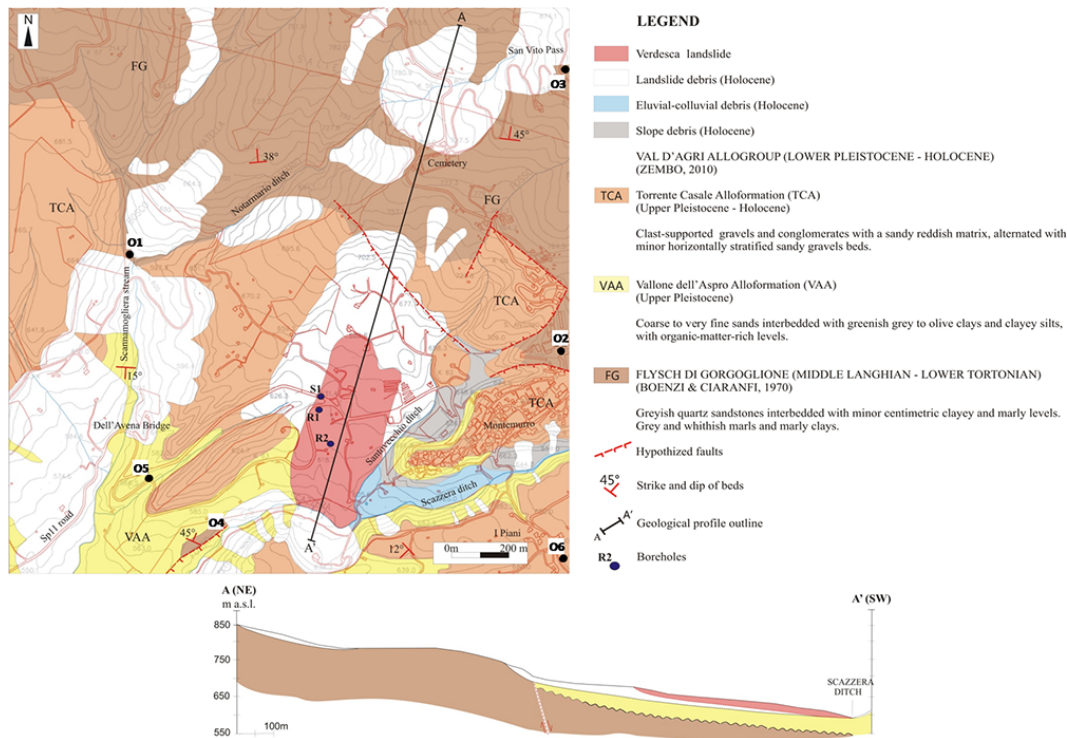 N
A
San Vito Pass
FG
O3
45°
38°
Cemetery
Notarmario ditch
TCA
FG
O1
Scannamogliera stream
TCA
O2
15°
S1
R1
TCA
Dell'Avena Bridge
R2
Santovecchio ditch
Montemurro
O5
Scazzera ditch
Sp11 road
VAA
O4
45°
I Piani
12°
O6
A'
0m 200 m
LEGEND
Verdesca landslide
Landslide debris (Holocene)
Eluvial-colluvial debris (Holocene)
Slope debris (Holocene)
VAL D'AGRI ALLOGROUP (LOWER PLEISTOCENE - HOLOCENE)
(ZEMBO, 2010)
TCA Torrente Casale Alloformation (TCA)
(Upper Pleistocene - Holocene)
Clast-supported gravels and conglomerates with a sandy reddish matrix, alternated with
minor horizontally stratified sandy gravels beds.
VAA Vallone dell'Aspro Alloformation (VAA)
(Upper Pleistocene)
Coarse to very fine sands interbedded with greenish grey to olive clays and clayey silts,
with organic-matter-rich levels.
FG FLYSCH DI GORGOGLIONE (MIDDLE LANGHIAN - LOWER TORTONIAN)
(BOENZI & CIARANFI, 1970)
Greyish quartz sandstones interbedded with minor centimetric clayey and marly levels.
Grey and whithish marls and marly clays.
Hypothized faults
45° Strike and dip of beds
A A' Geological profile outline
R2 Boreholes
A (NE)
m a.s.l.
850
750
650
550
100m
A' (SW)
SCAZZERA
DITCH